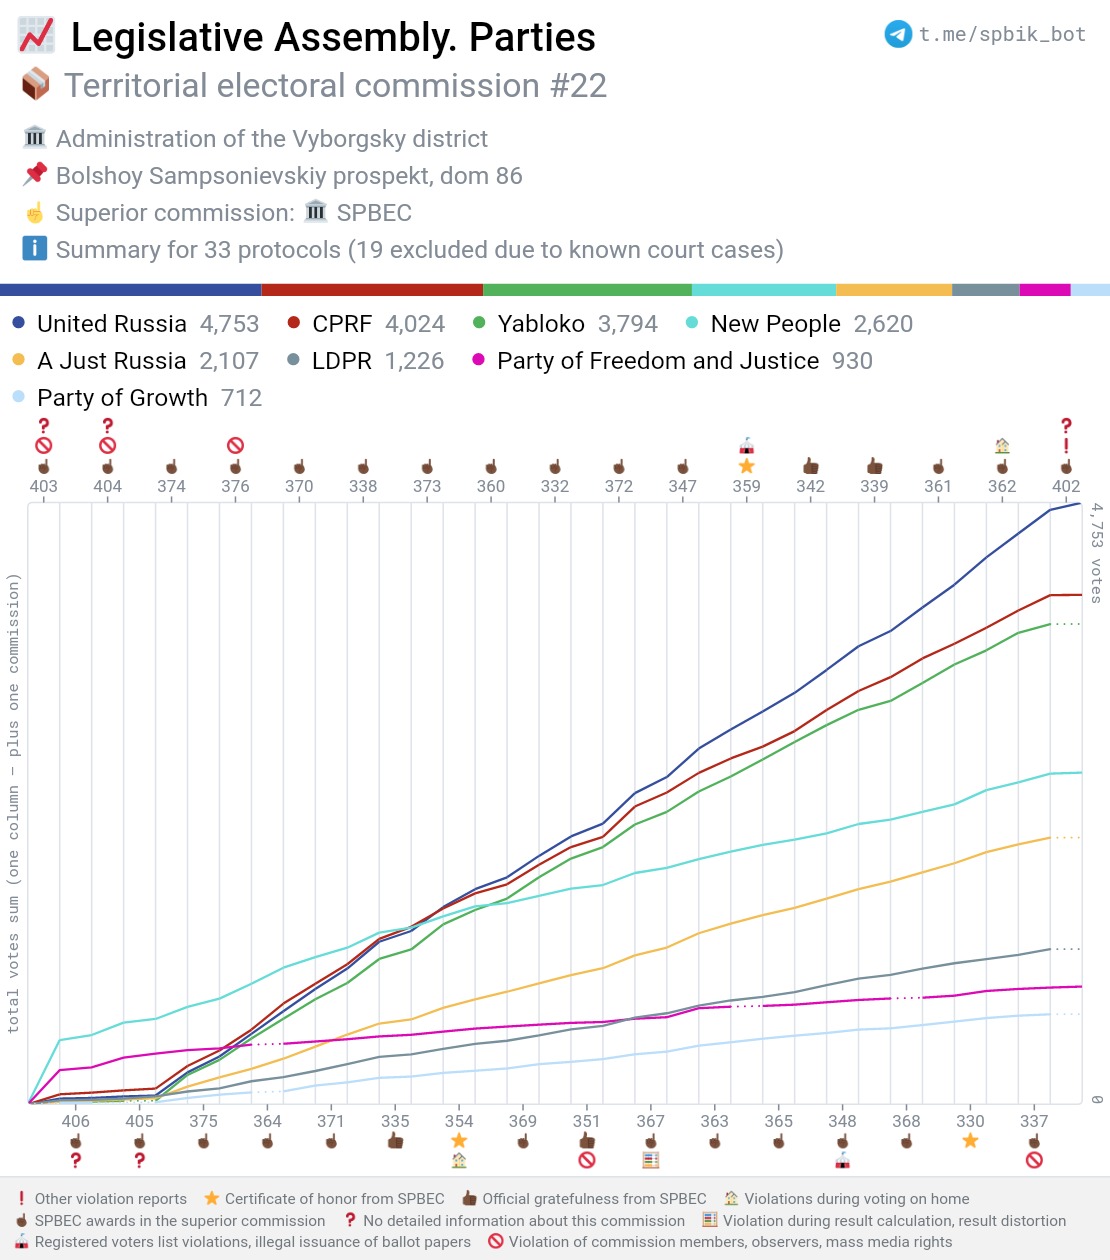 Legislative Assembly. Parties
t.me/spbik_bot
Territorial electoral commission #22
Administration of the Vyborgsky district
Bolshoy Sampsonievskiy prospekt, dom 86
Superior commission: SPBEC
Summary for 33 protocols (19 excluded due to known court cases)
United Russia 4,753 CPRF 4,024 Yabloko 3,794 New People 2,620
A Just Russia 2,107 LDPR 1,226 Party of Freedom and Justice 930
Party of Growth 712
403 404 374 376 370 338 373 360 332 372 347 359 342 339 361 362 402
4,753 votes
total votes sum (one column – plus one commission)
0
406 405 375 364 371 335 354 369 351 367 363 365 348 368 330 337
Other violation reports Certificate of honor from SPBEC Official gratefulness from SPBEC Violations during voting on home
SPBEC awards in the superior commission No detailed information about this commission Violation during result calculation, result distortion
Registered voters list violations, illegal issuance of ballot papers Violation of commission members, observers, mass media rights